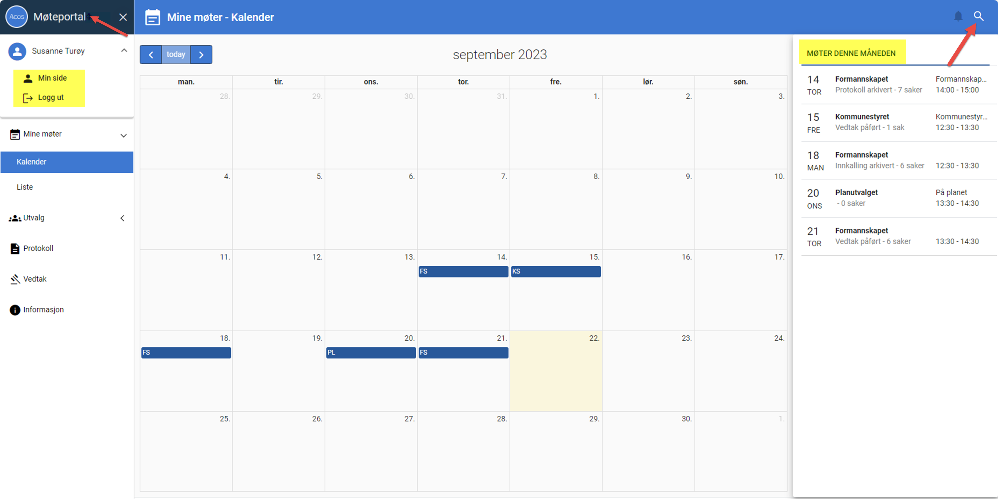 Acos Møteportal
Mine møter - Kalender
Susanne Turøy
Min side
Logg ut
Mine møter
Kalender
Liste
Utvalg
Protokoll
Vedtak
Informasjon
today
september 2023
man. tir. ons. tor. fre. lør. søn.
28. 29. 30. 31. 1. 2. 3.
4. 5. 6. 7. 8. 9. 10.
11. 12. 13. 14. 15. 16. 17.
FS KS
18. 19. 20. 21. 22. 23. 24.
FS PL FS
25. 26. 27. 28. 29. 30. 1.
MØTER DENNE MÅNEDEN
14 Formannskapet Formannskap...
TOR Protokoll arkivert - 7 saker 14:00 - 15:00
15 Kommunestyret Kommunestyr...
FRE Vedtak påført - 1 sak 12:30 - 13:30
18 Formannskapet
MAN Innkalling arkivert - 6 saker 12:30 - 13:30
20 Planutvalget På planet
ONS - 0 saker 13:30 - 14:30
21 Formannskapet
TOR Vedtak påført - 6 saker 13:30 - 14:30